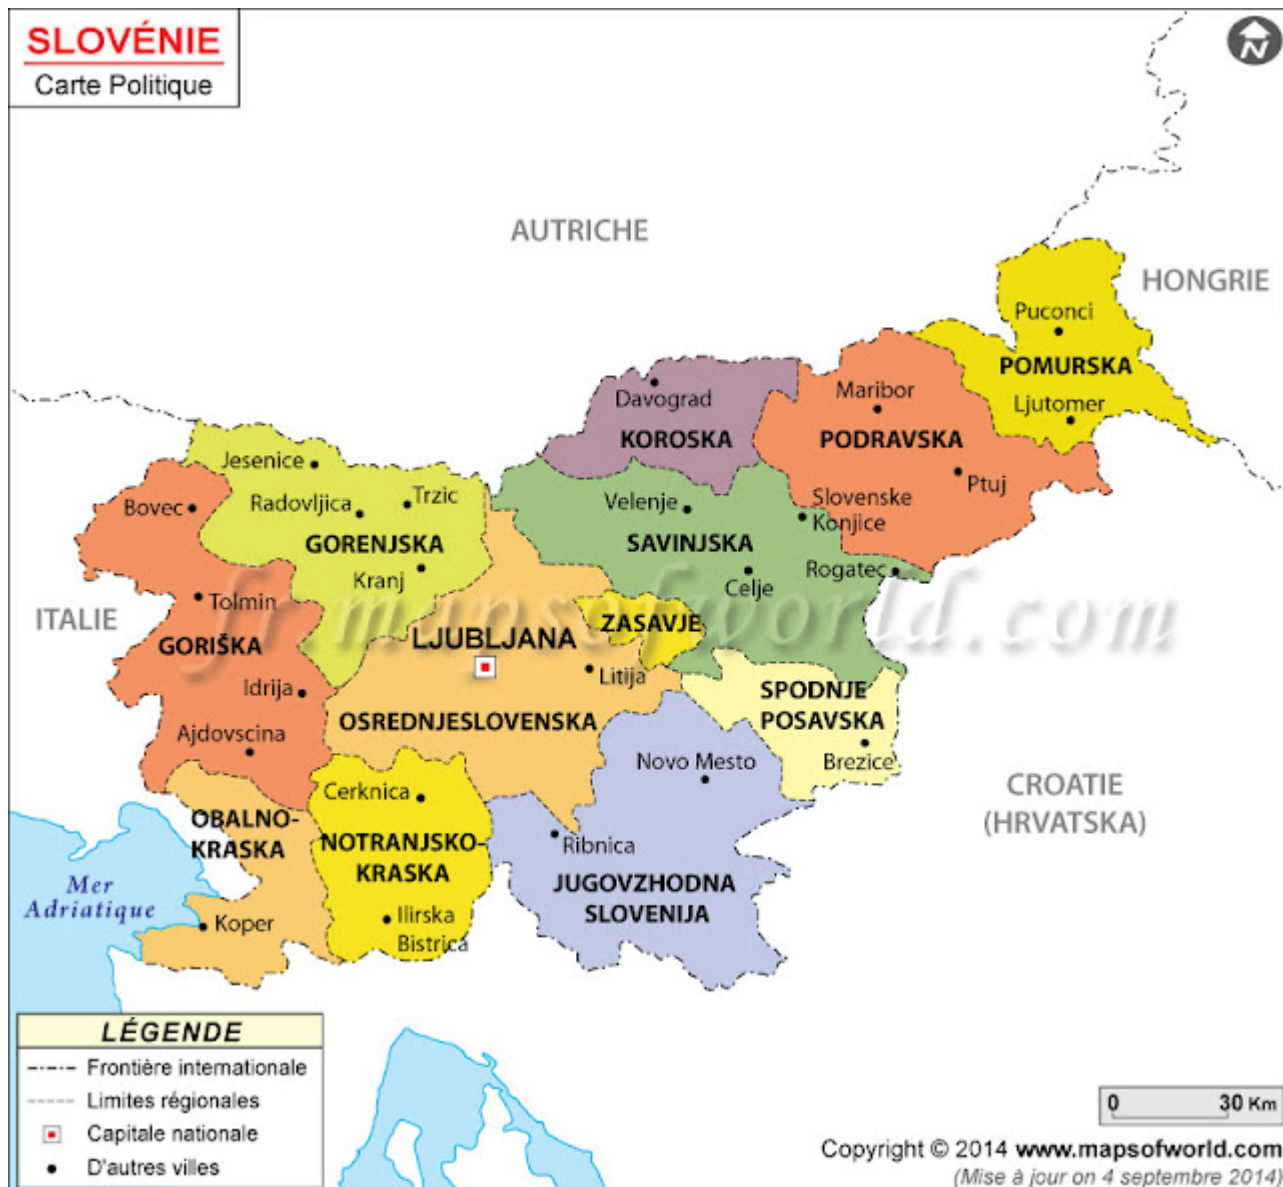 SLOVÉNIE
Carte Politique
N
AUTRICHE
HONGRIE
Puconci
POMURSKA
Ljutomer
Davograd
KOROSKA
Maribor
PODRAVSKA
Ptuj
Jesenice
Radovljica
Trzic
GORENJSKA
Kranj
Bovec
Velenje
SAVINJSKA
Slovenske
Konjice
Celje
Rogatec
ITALIE
Tolmin
GORIŠKA
Idrija
Ajdovscina
fr.mapsofworld.com
LJUBLJANA
ZASAVJE
Litija
OSREDNJESLOVENSKA
SPODNJE
POSAVSKA
Brezice
Novo Mesto
CROATIE
(HRVATSKA)
Cerknica
OBALNO-
KRASKA
NOTRANJSKO-
KRASKA
Ribnica
JUGOVZHODNA
SLOVENIJA
Mer
Adriatique
Koper
Ilirska
Bistrica
LÉGENDE
Frontière internationale
Limites régionales
Capitale nationale
D'autres villes
0 30 Km
Copyright © 2014 www.mapsofworld.com
(Mise à jour on 4 septembre 2014)